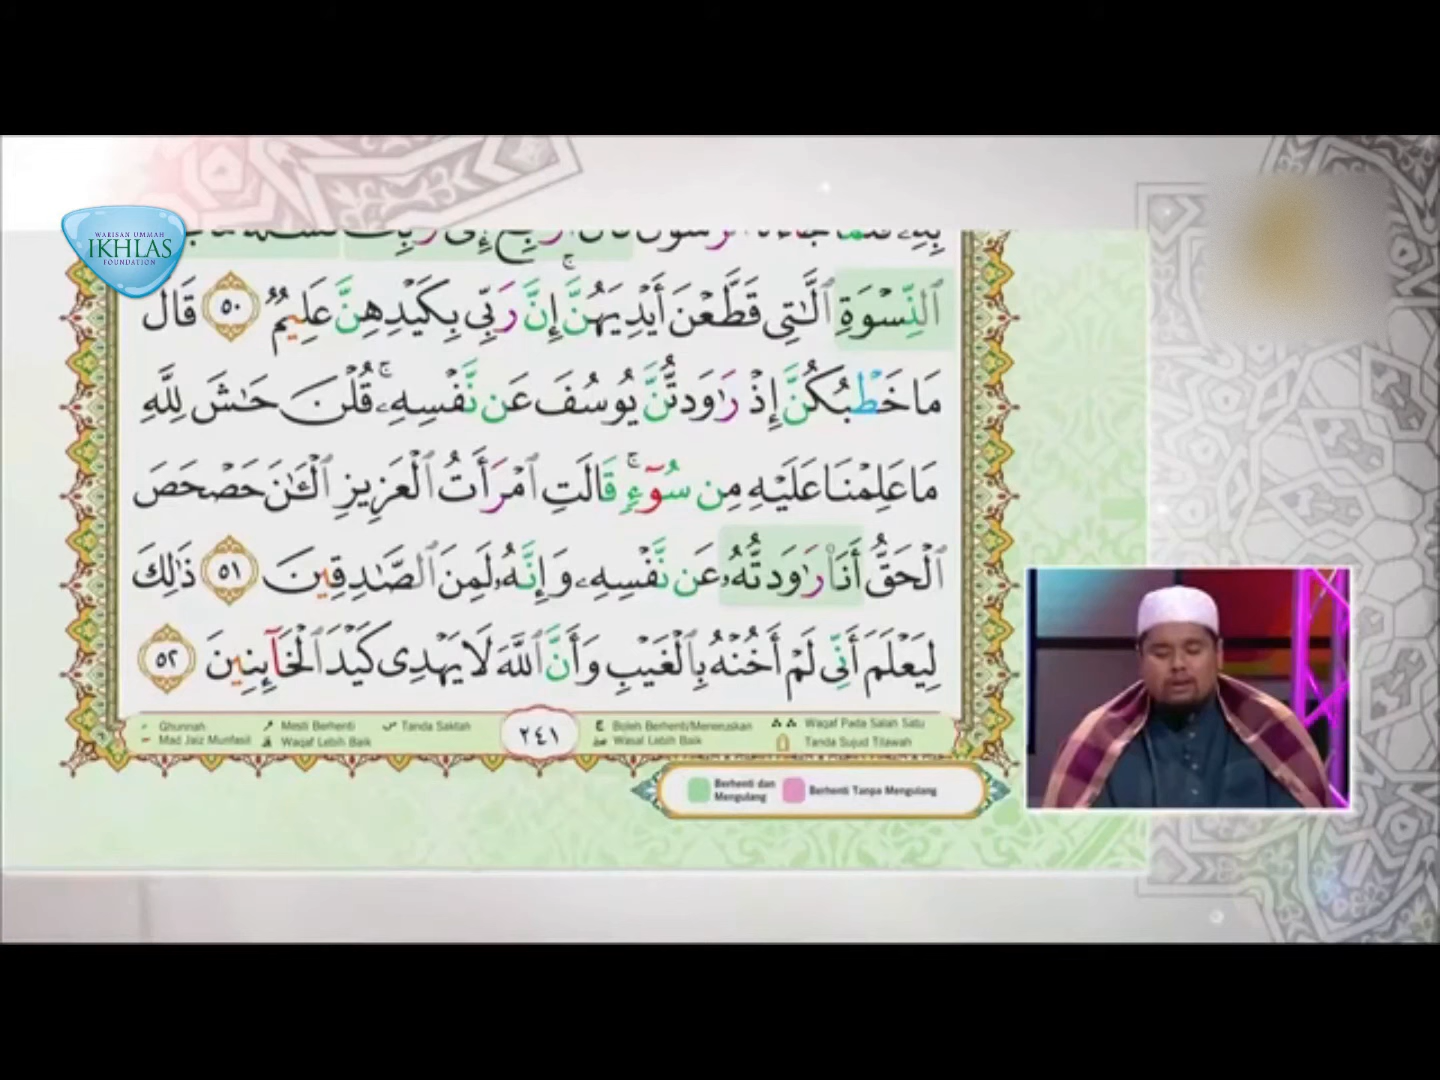 WARISAN UMMAH
IKHLAS
FOUNDATION
ٱلنِّسْوَةِ ٱلَّٰتِى قَطَّعْنَ أَيْدِيَهُنَّ ۚ إِنَّ رَبِّى بِكَيْدِهِنَّ عَلِيمٌ ٥٠ قَالَ
مَا خَطْبُكُنَّ إِذْ رَٰوَدتُّنَّ يُوسُفَ عَن نَّفْسِهِۦ ۚ قُلْنَ حَٰشَ لِلَّهِ
مَا عَلِمْنَا عَلَيْهِ مِن سُوٓءٍ ۚ قَالَتِ ٱمْرَأَتُ ٱلْعَزِيزِ ٱلْـَٰٔنَ حَصْحَصَ
ٱلْحَقُّ أَنَا۠ رَٰوَدتُّهُۥ عَن نَّفْسِهِۦ وَإِنَّهُۥ لَمِنَ ٱلصَّٰدِقِينَ ٥١ ذَٰلِكَ
لِيَعْلَمَ أَنِّى لَمْ أَخُنْهُ بِٱلْغَيْبِ وَأَنَّ ٱللَّهَ لَا يَهْدِى كَيْدَ ٱلْخَآئِنِينَ ٥٢
Ghunnah
Mad Jaiz Munfasil
Mesti Berhenti
Waqaf Lebih Baik
Tanda Saktah
٢٤١
Boleh Berhenti/Meneruskan
Wasal Lebih Baik
Waqaf Pada Salah Satu
Tanda Sujud Tilawah
Berhenti dan
Mengulang
Berhenti Tanpa Mengulang